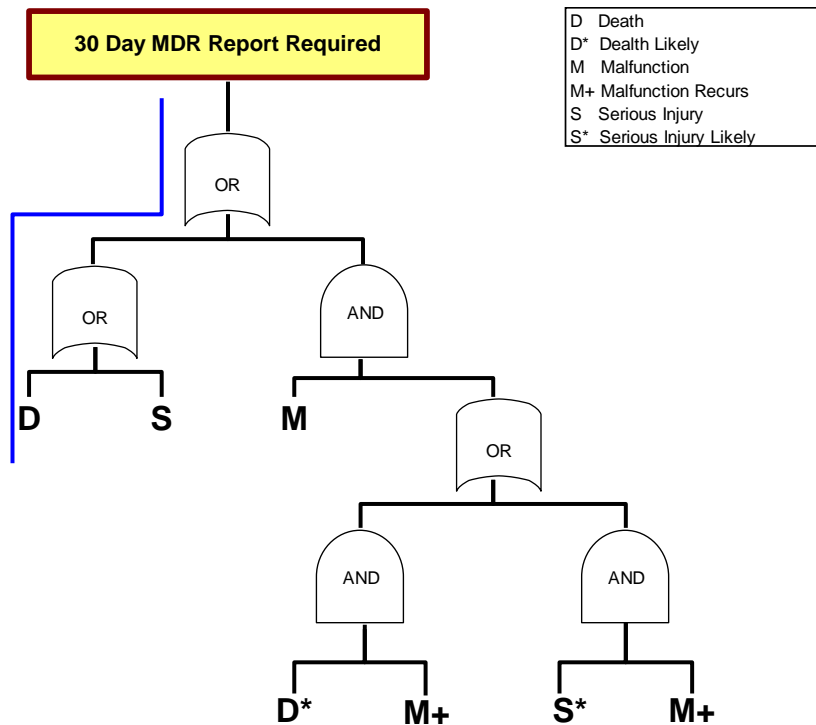 30 Day MDR Report Required
D Death
D* Dealth Likely
M Malfunction
M+ Malfunction Recurs
S Serious Injury
S* Serious Injury Likely
OR
OR
AND
D
S
M
OR
AND
AND
D*
M+
S*
M+